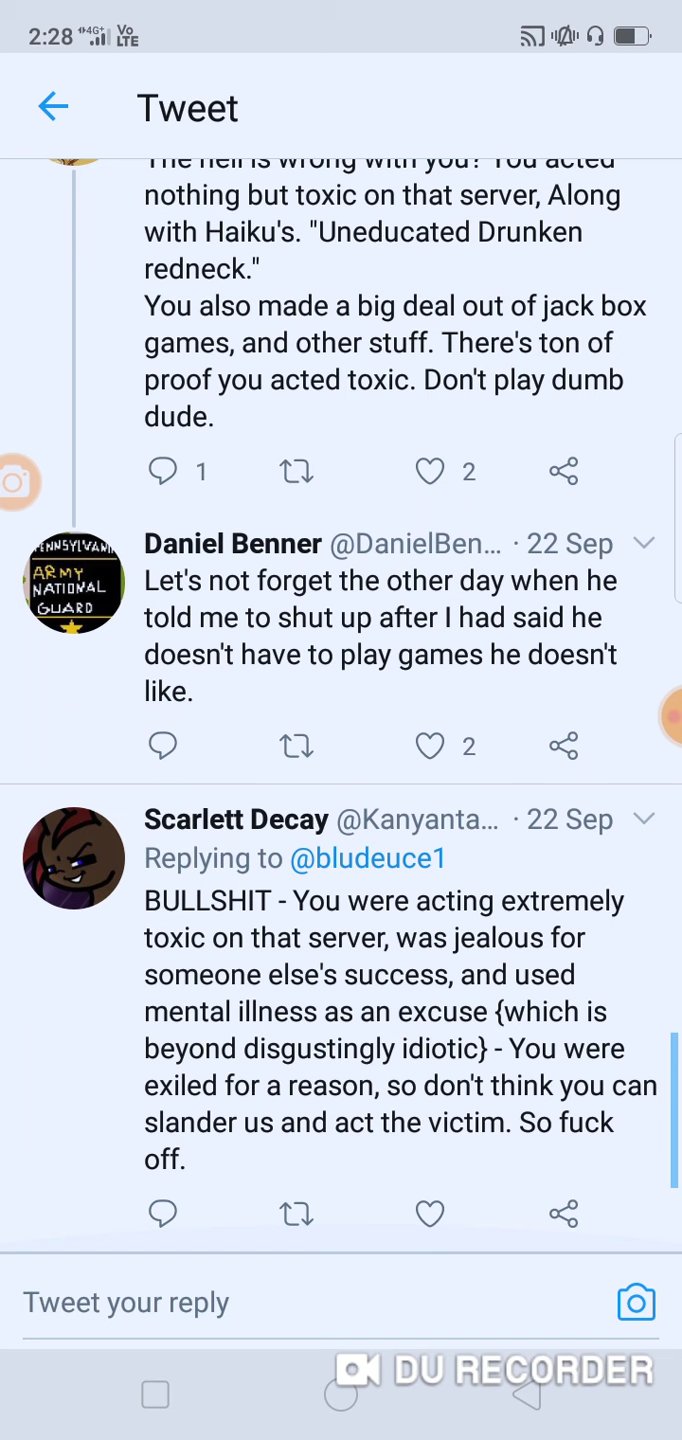 2:28 4G+ Vo LTE
Tweet
The hell is wrong with you? You acted
nothing but toxic on that server, Along
with Haiku's. "Uneducated Drunken
redneck."
You also made a big deal out of jack box
games, and other stuff. There's ton of
proof you acted toxic. Don't play dumb
dude.
1 2
PENNSYLVANI
ARMY
NATIONAL
GUARD
Daniel Benner @DanielBen... · 22 Sep
Let's not forget the other day when he
told me to shut up after I had said he
doesn't have to play games he doesn't
like.
2
Scarlett Decay @Kanyanta... · 22 Sep
Replying to @bludeuce1
BULLSHIT - You were acting extremely
toxic on that server, was jealous for
someone else's success, and used
mental illness as an excuse {which is
beyond disgustingly idiotic} - You were
exiled for a reason, so don't think you can
slander us and act the victim. So fuck
off.
Tweet your reply
DU RECORDER